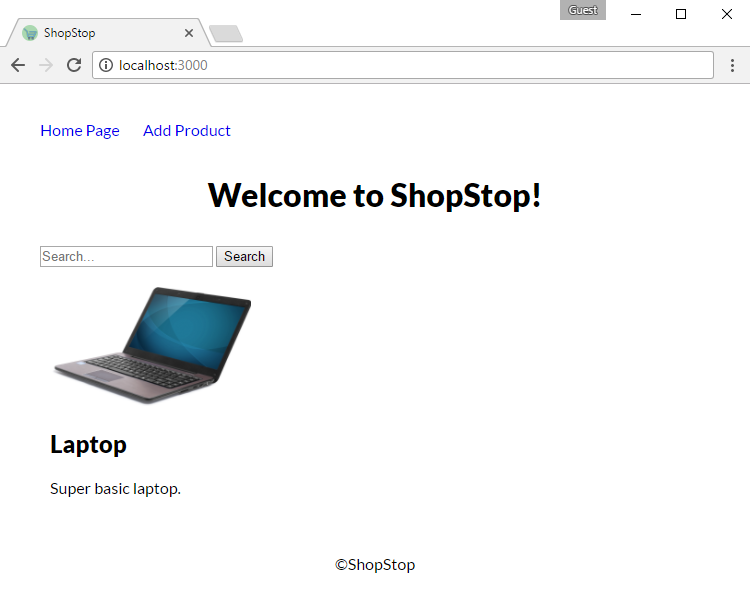 Guest
ShopStop
localhost:3000
Home Page Add Product
Welcome to ShopStop!
Search... Search
Laptop
Super basic laptop.
©ShopStop